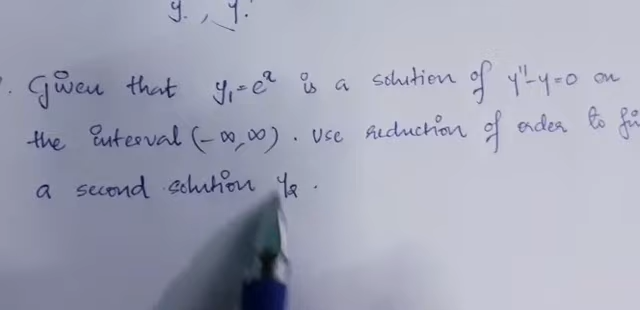 y. , y.
. Given that y₁=eˣ is a solution of y''-y=0 on
the interval (-∞,∞). Use reduction of order to
a second solution y₂.